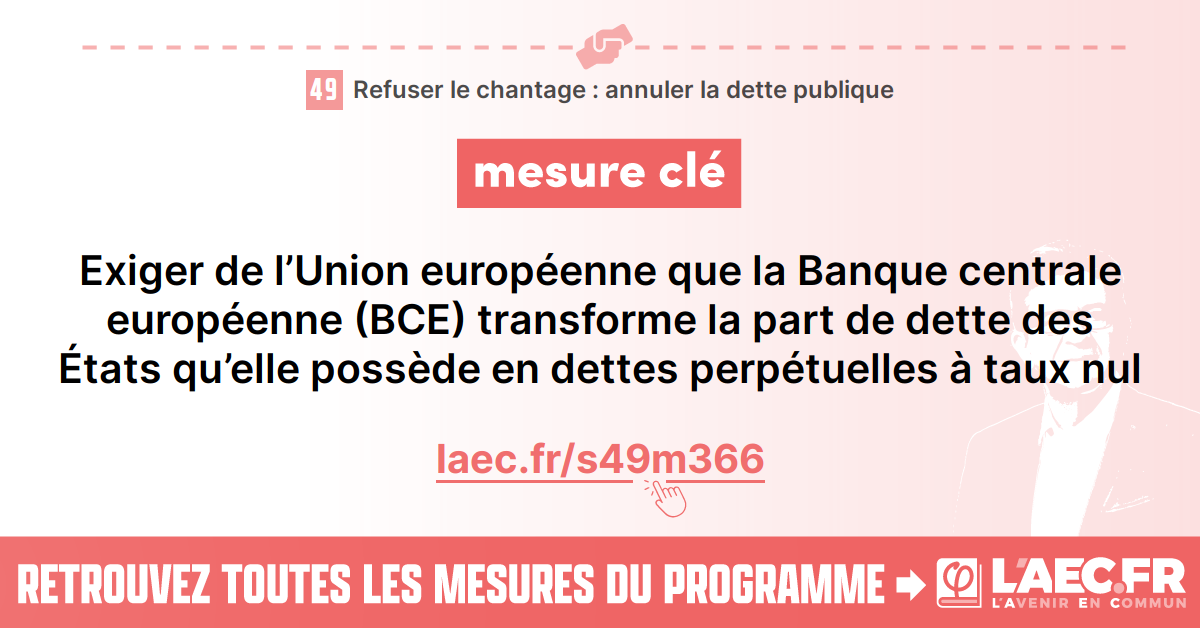 49 Refuser le chantage : annuler la dette publique
mesure clé
Exiger de l’Union européenne que la Banque centrale
européenne (BCE) transforme la part de dette des
États qu’elle possède en dettes perpétuelles à taux nul
laec.fr/s49m366
RETROUVEZ TOUTES LES MESURES DU PROGRAMME
φ L'AEC.FR
L'AVENIR EN COMMUN